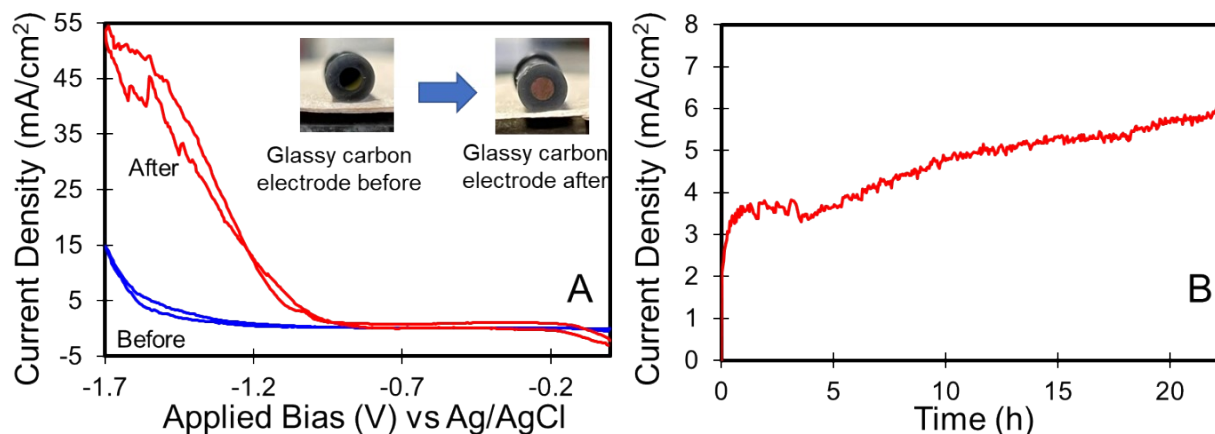 Current Density (mA/cm²)
55
45
35
25
15
5
-5
After
Before
Glassy carbon
electrode before
Glassy carbon
electrode after
A
-1.7
-1.2
-0.7
-0.2
Applied Bias (V) vs Ag/AgCl
Current Density (mA/cm²)
8
7
6
5
4
3
2
1
0
B
0
5
10
15
20
Time (h)